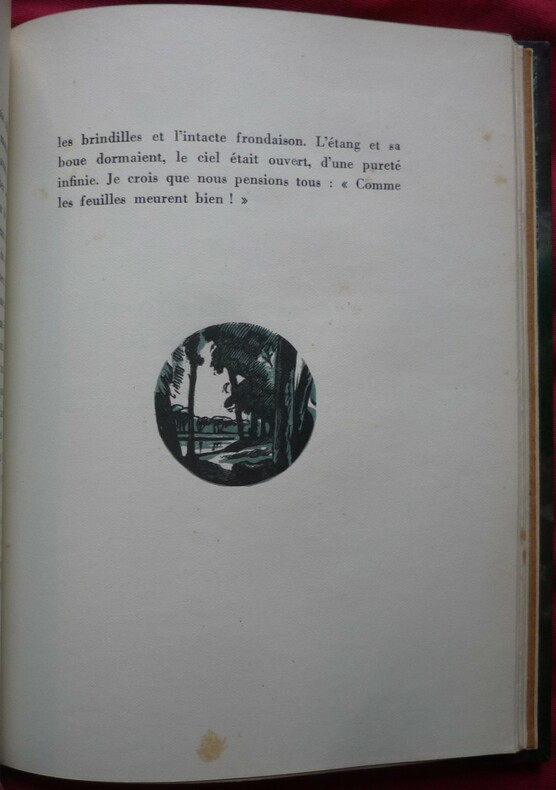 les brindilles et l'intacte frondaison. L'étang et sa
boue dormaient, le ciel était ouvert, d'une pureté
infinie. Je crois que nous pensions tous : « Comme
les feuilles meurent bien ! »